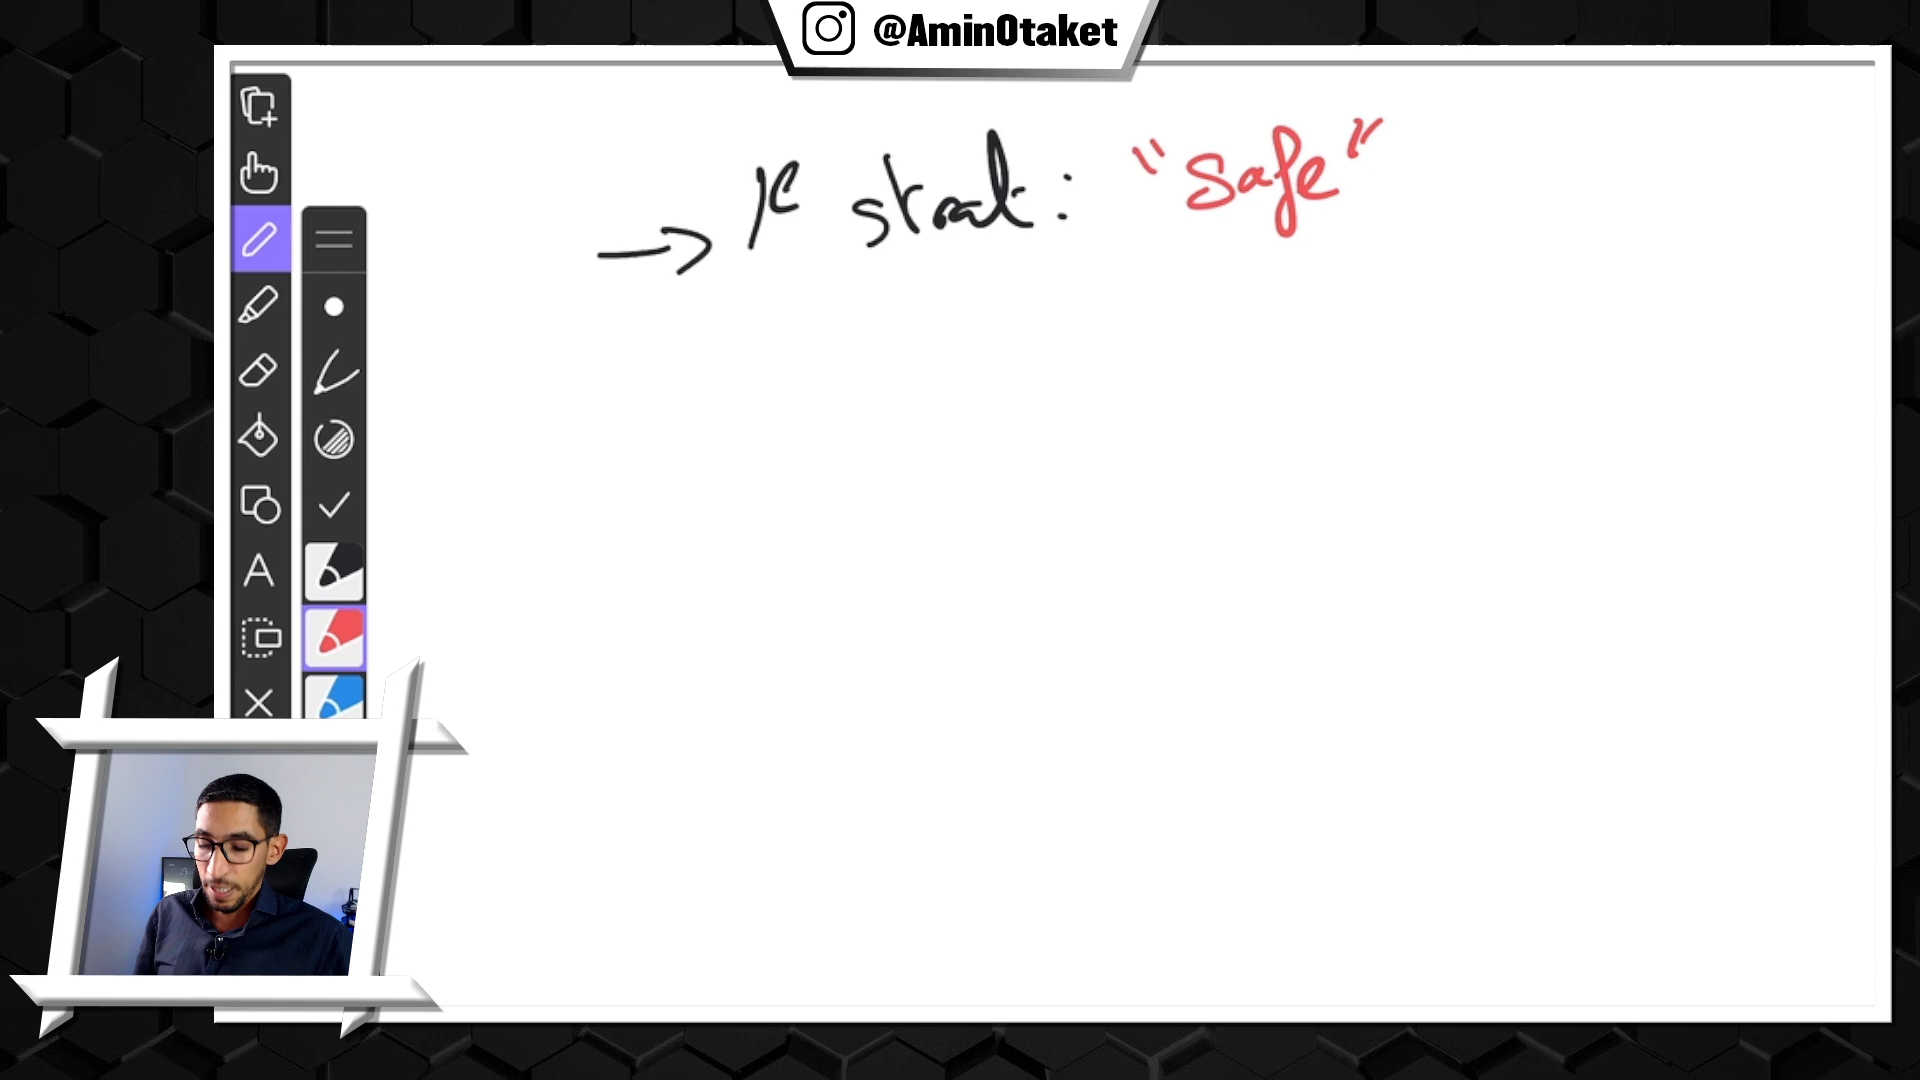 @AminOtaket
→ 1e strat : "Safe"
A